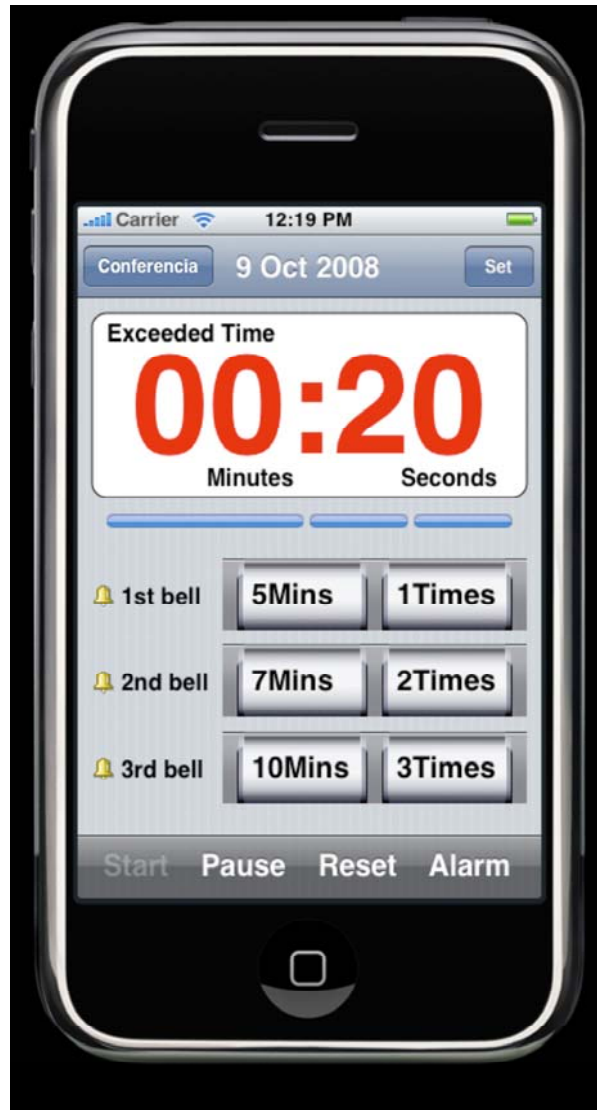 Carrier 12:19 PM
Conferencia 9 Oct 2008 Set
Exceeded Time
00:20
Minutes Seconds
1st bell 5Mins 1Times
2nd bell 7Mins 2Times
3rd bell 10Mins 3Times
Start Pause Reset Alarm